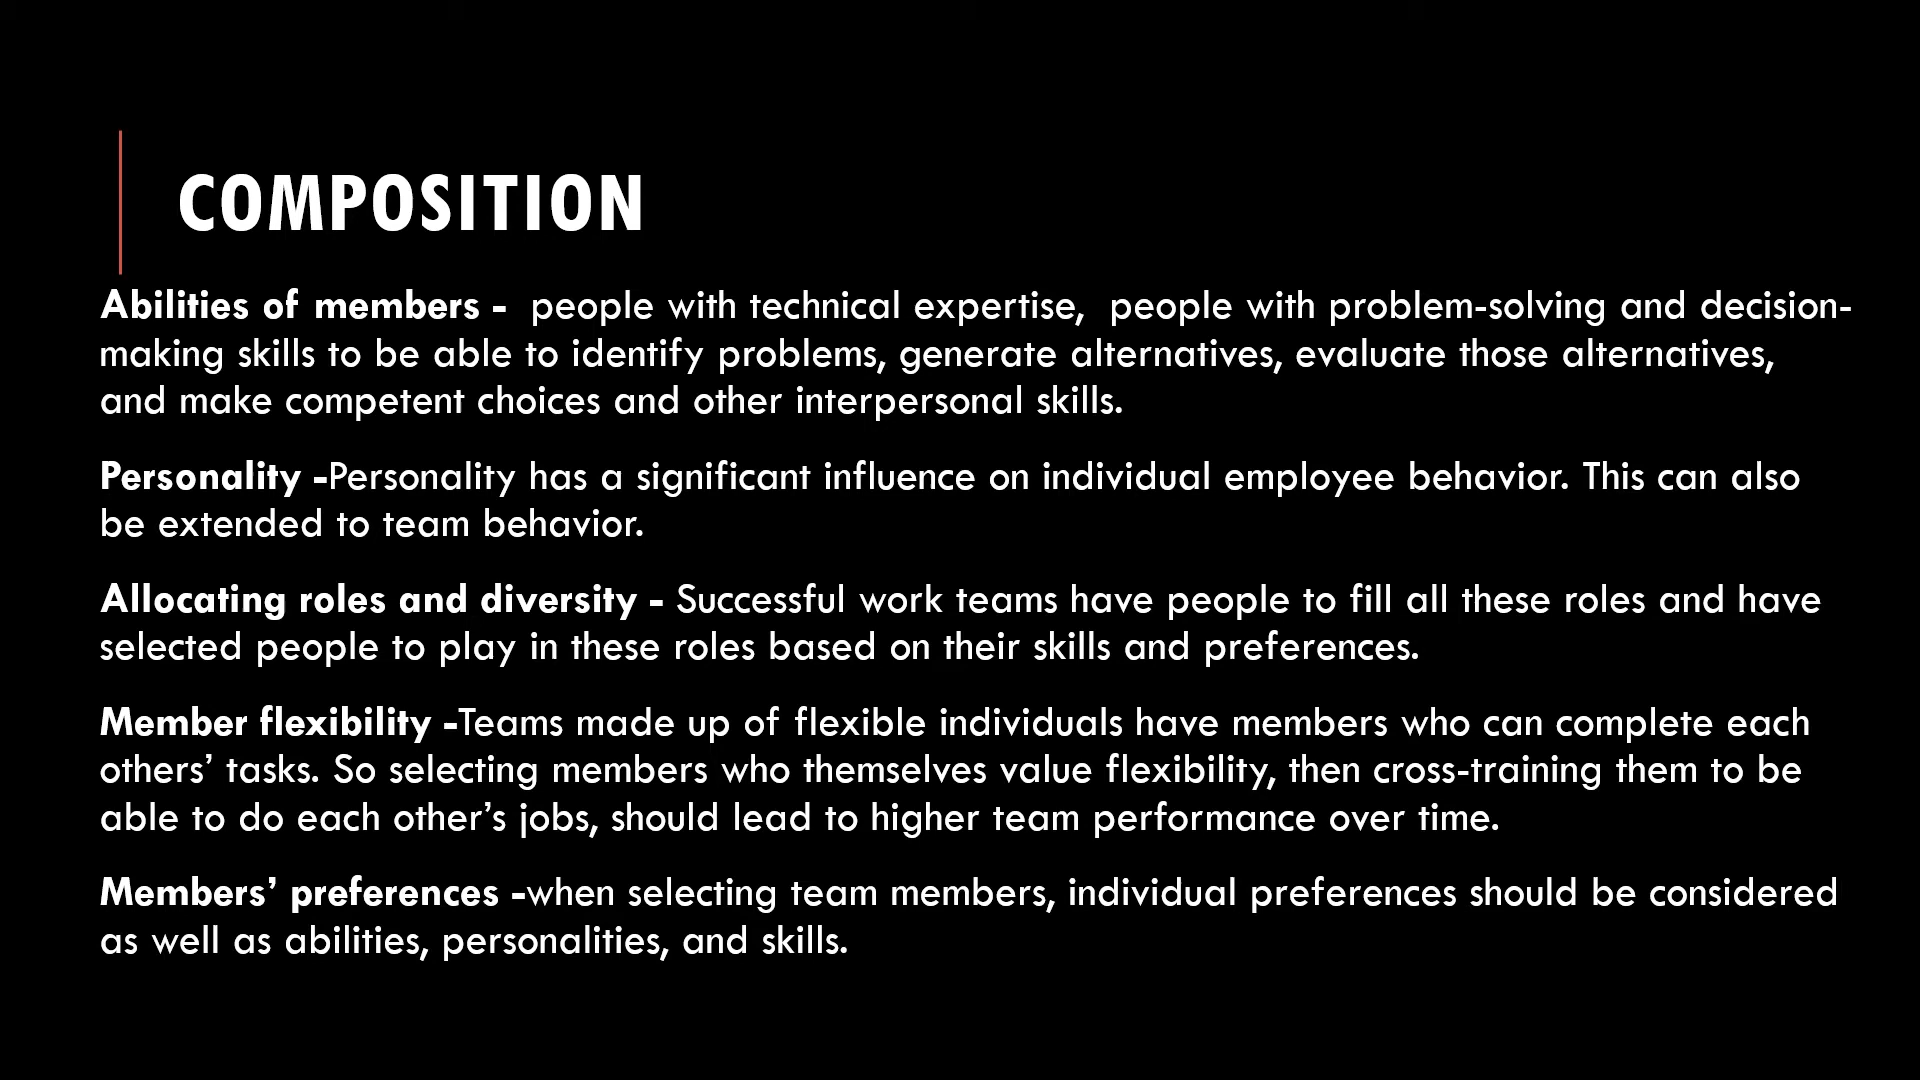 COMPOSITION
Abilities of members -  people with technical expertise,  people with problem-solving and decision-
making skills to be able to identify problems, generate alternatives, evaluate those alternatives,
and make competent choices and other interpersonal skills.
Personality -Personality has a significant influence on individual employee behavior. This can also
be extended to team behavior.
Allocating roles and diversity - Successful work teams have people to fill all these roles and have
selected people to play in these roles based on their skills and preferences.
Member flexibility -Teams made up of flexible individuals have members who can complete each
others’ tasks. So selecting members who themselves value flexibility, then cross-training them to be
able to do each other’s jobs, should lead to higher team performance over time.
Members’ preferences -when selecting team members, individual preferences should be considered
as well as abilities, personalities, and skills.